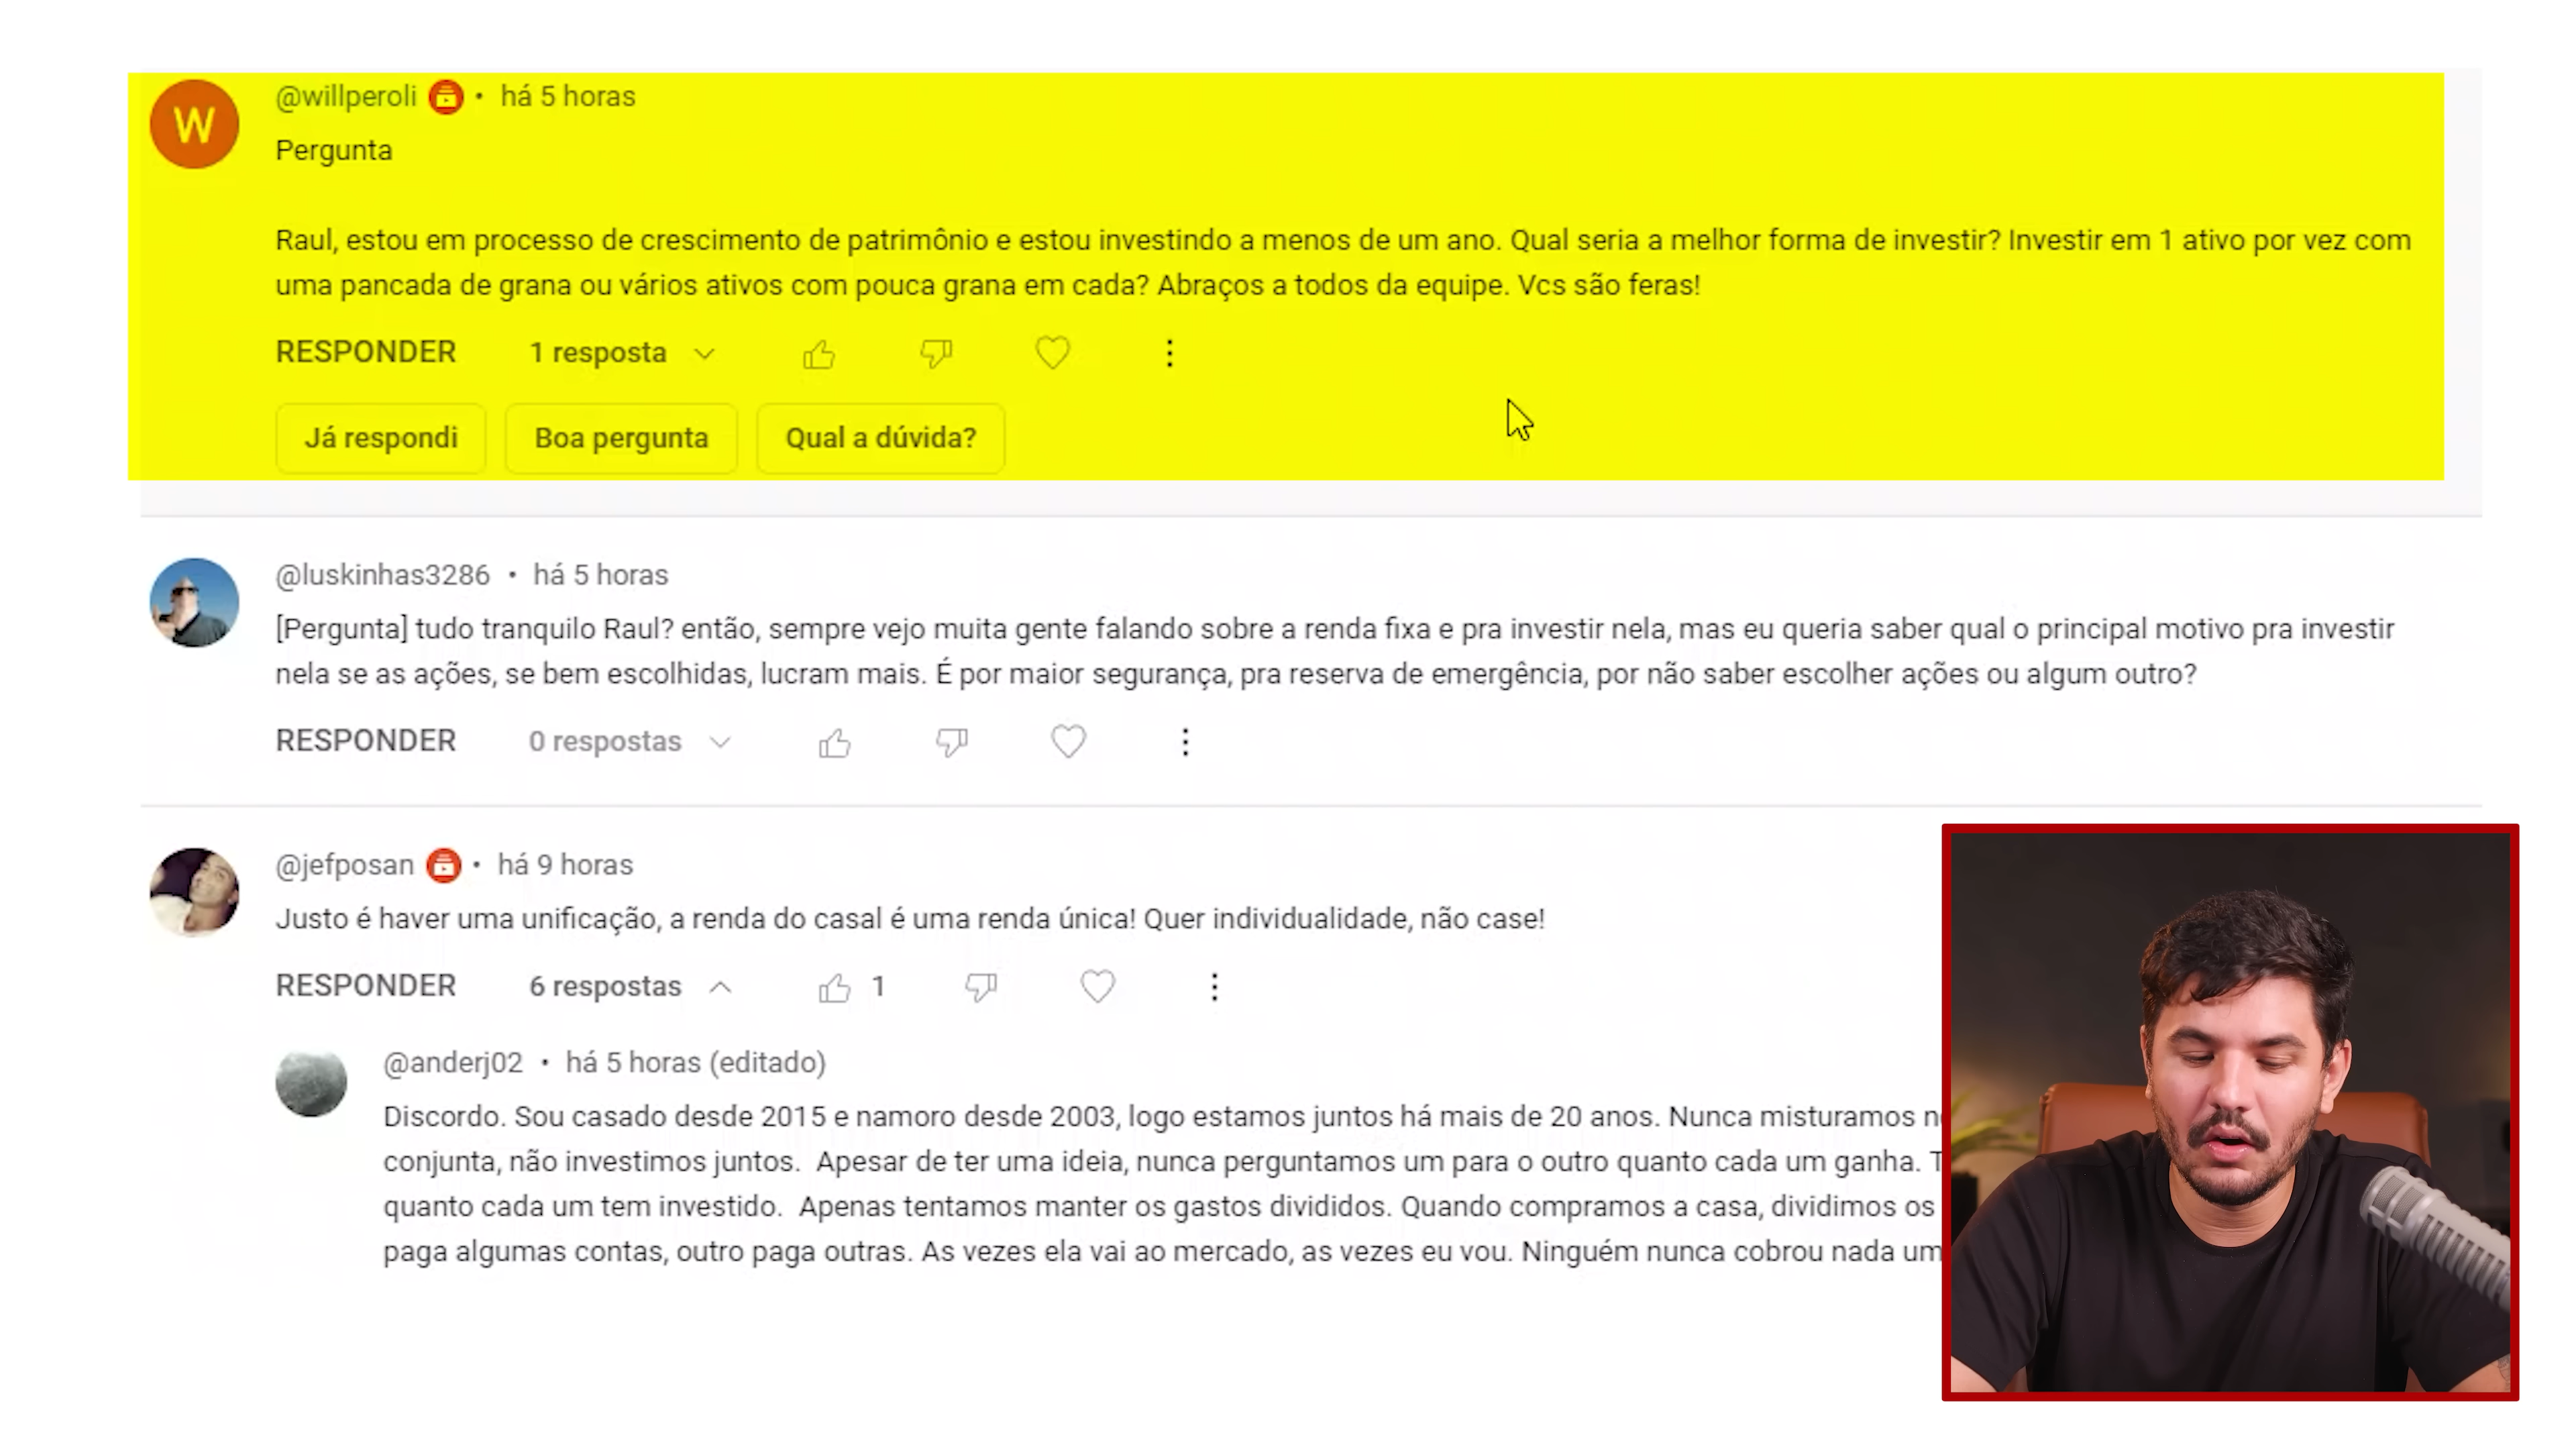 W
@willperoli • há 5 horas
Pergunta
Raul, estou em processo de crescimento de patrimônio e estou investindo a menos de um ano. Qual seria a melhor forma de investir? Investir em 1 ativo por vez com
uma pancada de grana ou vários ativos com pouca grana em cada? Abraços a todos da equipe. Vcs são feras!
RESPONDER 1 resposta
Já respondi Boa pergunta Qual a dúvida?
@luskinhas3286 • há 5 horas
[Pergunta] tudo tranquilo Raul? então, sempre vejo muita gente falando sobre a renda fixa e pra investir nela, mas eu queria saber qual o principal motivo pra investir
nela se as ações, se bem escolhidas, lucram mais. É por maior segurança, pra reserva de emergência, por não saber escolher ações ou algum outro?
RESPONDER 0 respostas
@jefposan • há 9 horas
Justo é haver uma unificação, a renda do casal é uma renda única! Quer individualidade, não case!
RESPONDER 6 respostas 1
@anderj02 • há 5 horas (editado)
Discordo. Sou casado desde 2015 e namoro desde 2003, logo estamos juntos há mais de 20 anos. Nunca misturamos
conjunta, não investimos juntos. Apesar de ter uma ideia, nunca perguntamos um para o outro quanto cada um ganha.
quanto cada um tem investido. Apenas tentamos manter os gastos divididos. Quando compramos a casa, dividimos os
paga algumas contas, outro paga outras. As vezes ela vai ao mercado, as vezes eu vou. Ninguém nunca cobrou nada um